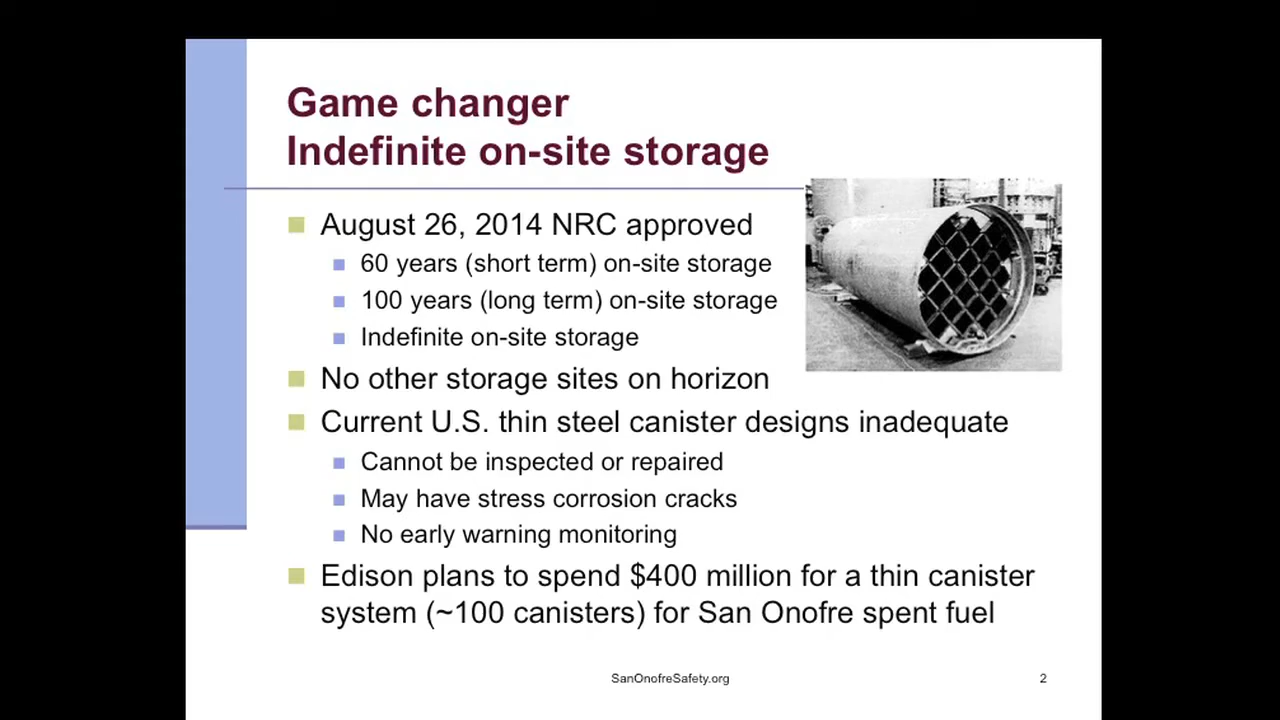 Game changer
Indefinite on-site storage
August 26, 2014 NRC approved
60 years (short term) on-site storage
100 years (long term) on-site storage
Indefinite on-site storage
No other storage sites on horizon
Current U.S. thin steel canister designs inadequate
Cannot be inspected or repaired
May have stress corrosion cracks
No early warning monitoring
Edison plans to spend $400 million for a thin canister
system (~100 canisters) for San Onofre spent fuel
SanOnofreSafety.org
2